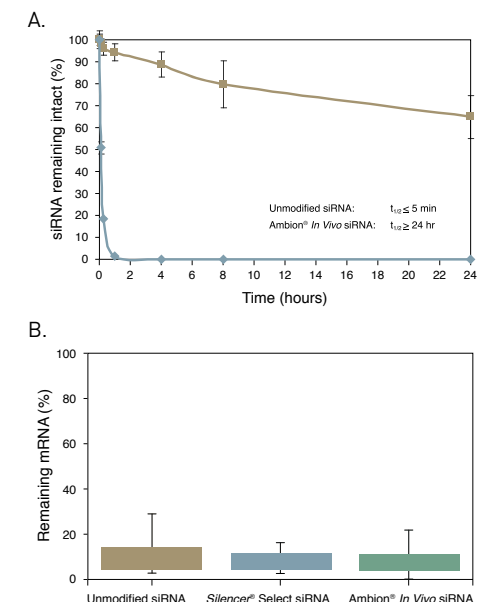 A.
siRNA remaining intact (%)
100
90
80
70
60
50
40
30
20
10
0
Unmodified siRNA: t1/2 ≤ 5 min
Ambion® In Vivo siRNA: t1/2 ≥ 24 hr
0 2 4 6 8 10 12 14 16 18 20 22 24
Time (hours)
B.
Remaining mRNA (%)
100
80
60
40
20
0
Unmodified siRNA Silencer® Select siRNA Ambion® In Vivo siRNA